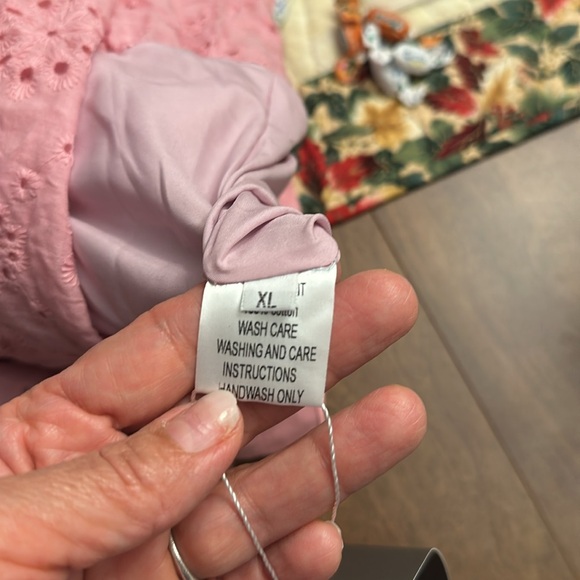 XL
WASH CARE
WASHING AND CARE
INSTRUCTIONS
HANDWASH ONLY